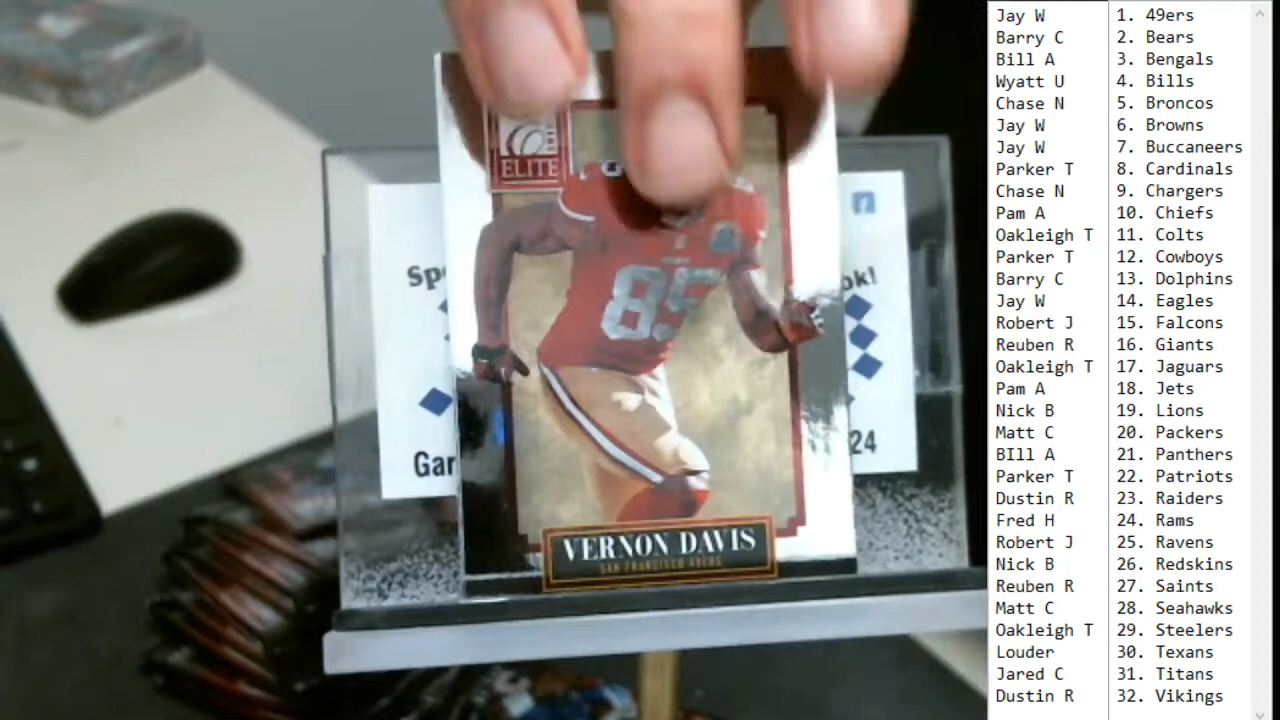 ELITE
85
VERNON DAVIS
SAN FRANCISCO 49ERS
Spo
ok!
Gar
24
Jay W 1. 49ers
Barry C 2. Bears
Bill A 3. Bengals
Wyatt U 4. Bills
Chase N 5. Broncos
Jay W 6. Browns
Jay W 7. Buccaneers
Parker T 8. Cardinals
Chase N 9. Chargers
Pam A 10. Chiefs
Oakleigh T 11. Colts
Parker T 12. Cowboys
Barry C 13. Dolphins
Jay W 14. Eagles
Robert J 15. Falcons
Reuben R 16. Giants
Oakleigh T 17. Jaguars
Pam A 18. Jets
Nick B 19. Lions
Matt C 20. Packers
BIll A 21. Panthers
Parker T 22. Patriots
Dustin R 23. Raiders
Fred H 24. Rams
Robert J 25. Ravens
Nick B 26. Redskins
Reuben R 27. Saints
Matt C 28. Seahawks
Oakleigh T 29. Steelers
Louder 30. Texans
Jared C 31. Titans
Dustin R 32. Vikings